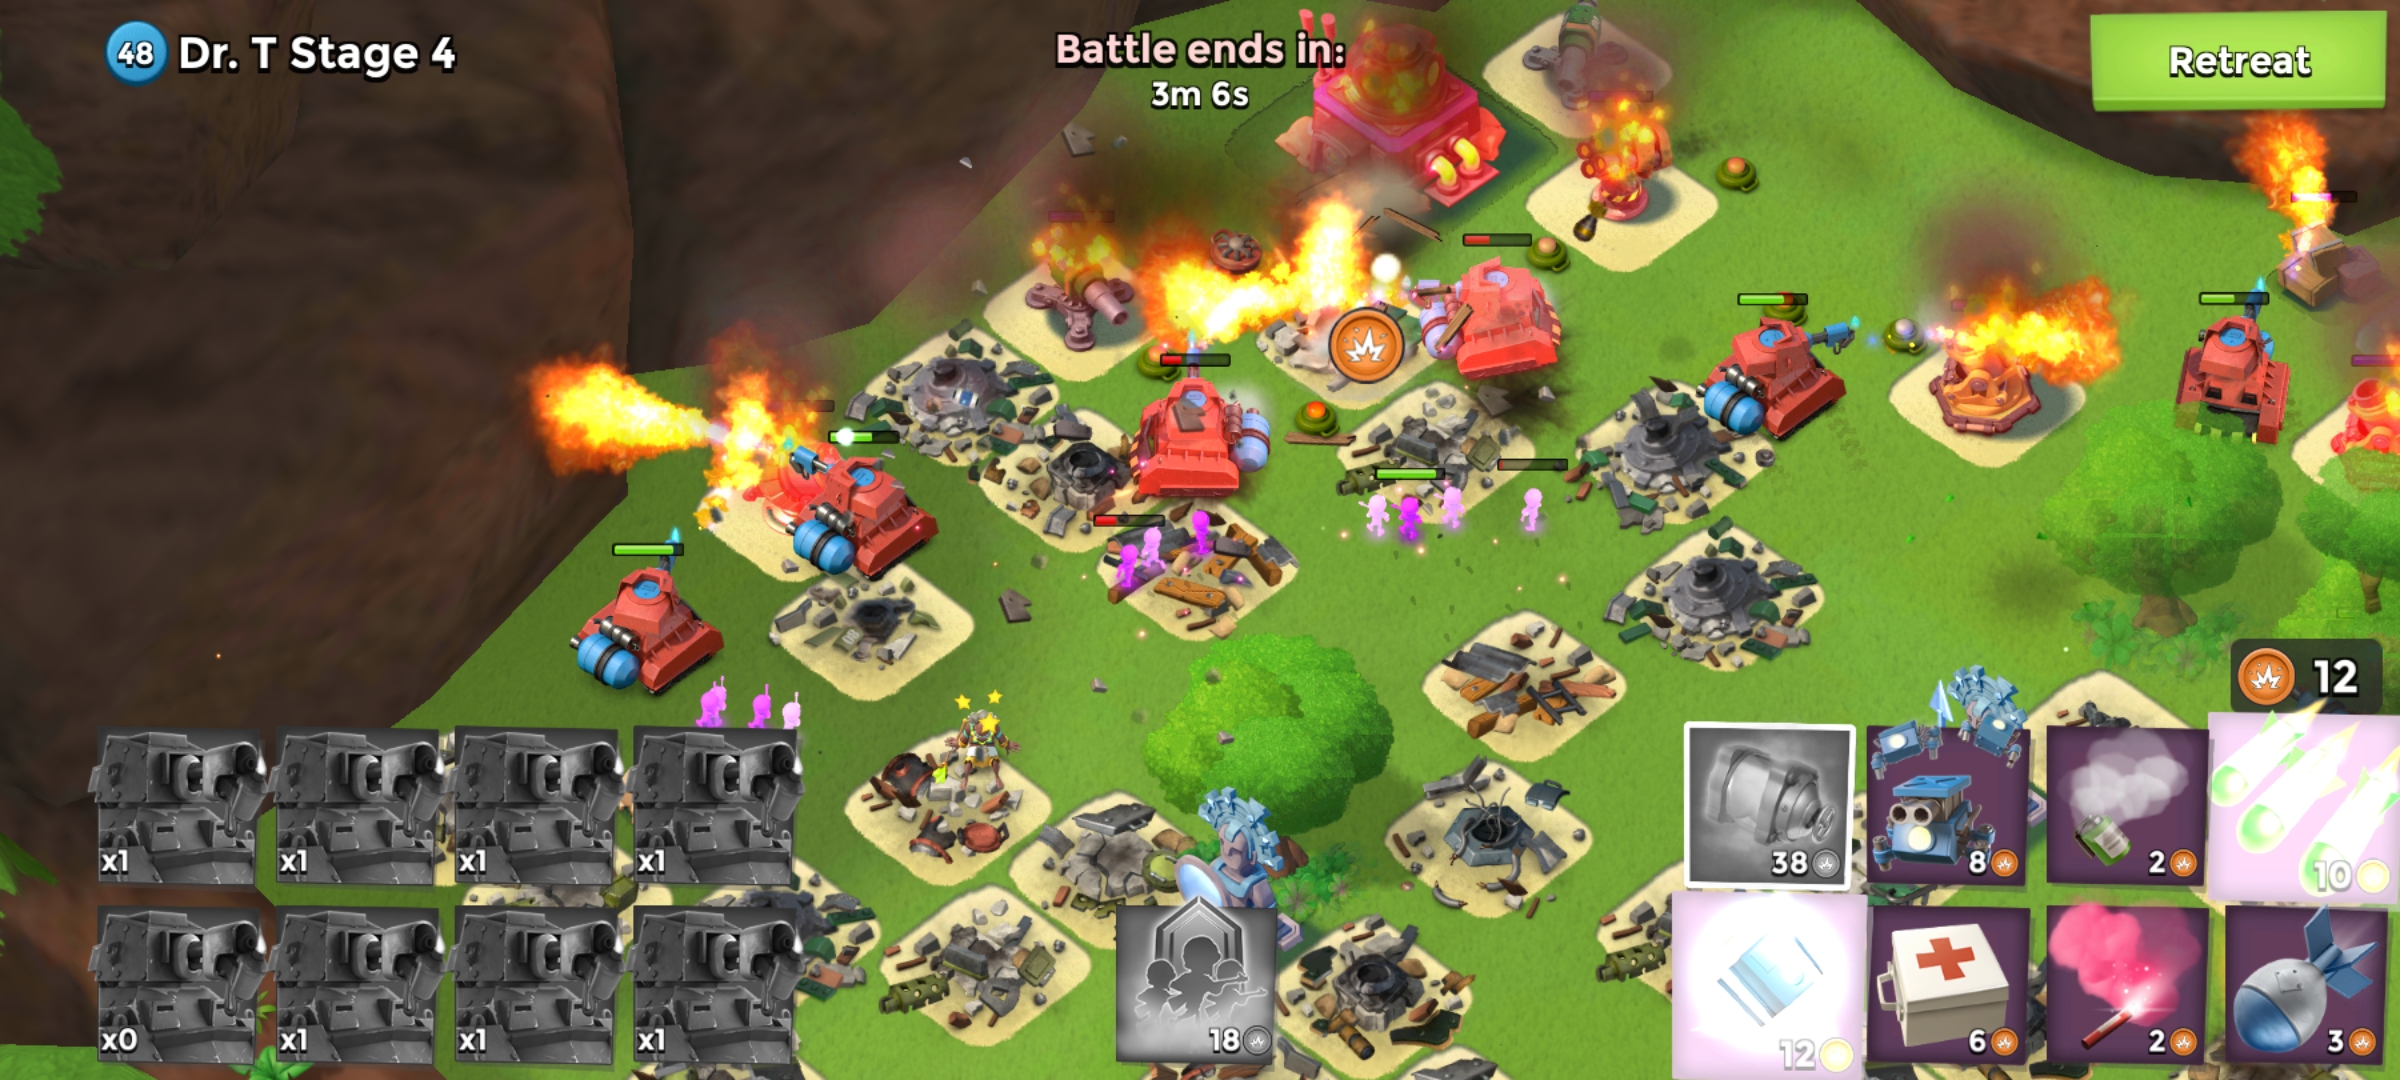 48 Dr. T Stage 4
Battle ends in:
3m 6s
Retreat
12
x1 x1 x1 x1
38 8 2 10
x0 x1 x1 x1
18
12 6 2 3